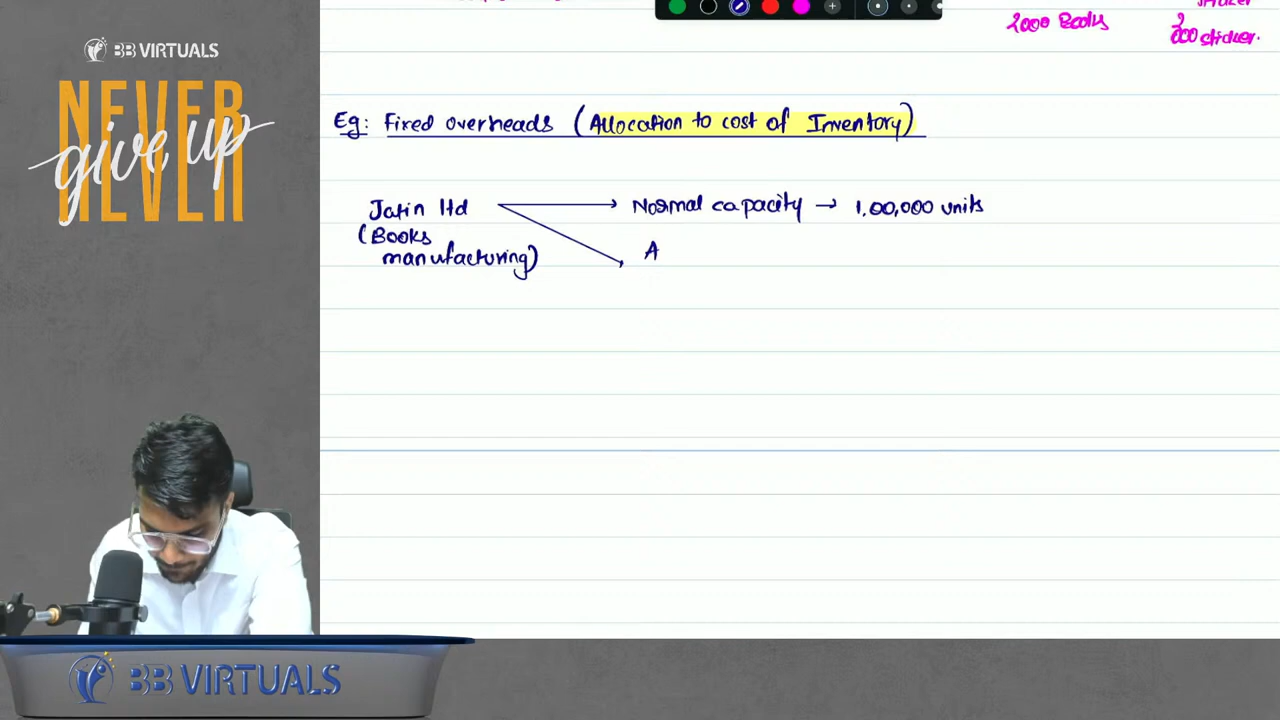 BB VIRTUALS
NEVER
give up
NEVER
2000 Books
sticker.
Eg: Fixed overheads (Allocation to cost of Inventory)
Jatin ltd → Normal capacity → 1,00,000 units
(Books
manufacturing)
A
BB VIRTUALS